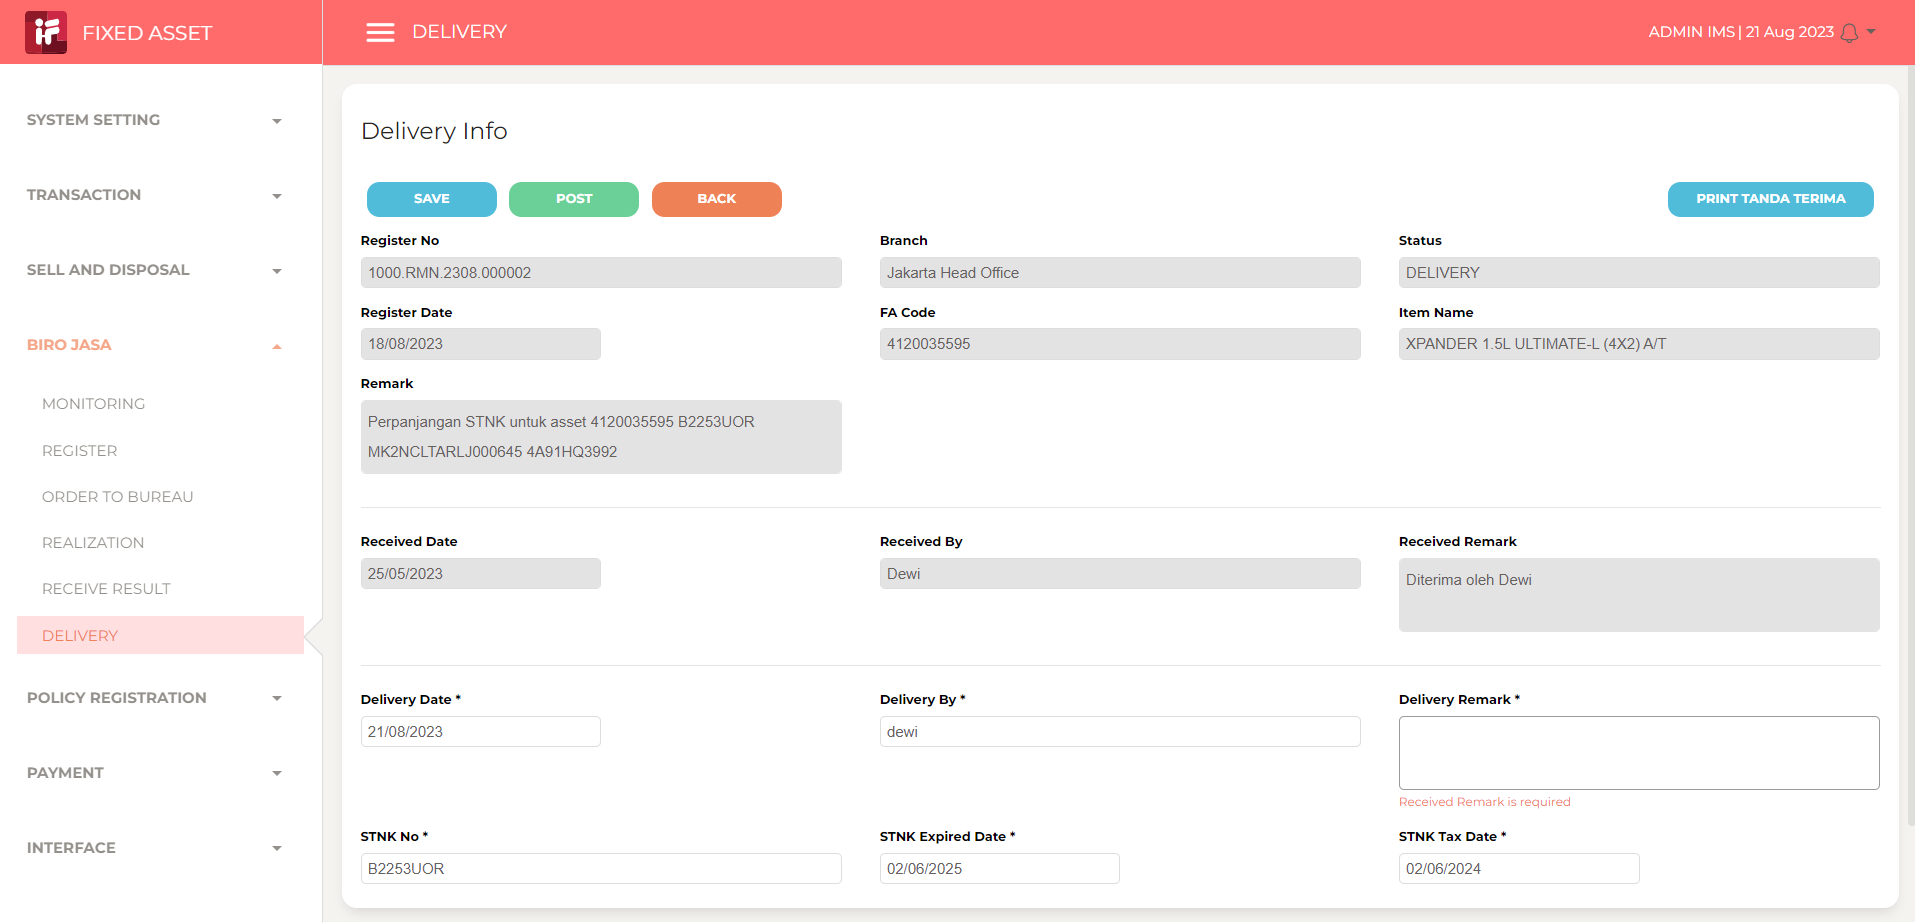 iF
FIXED ASSET
DELIVERY
ADMIN IMS | 21 Aug 2023
SYSTEM SETTING
TRANSACTION
SELL AND DISPOSAL
BIRO JASA
MONITORING
REGISTER
ORDER TO BUREAU
REALIZATION
RECEIVE RESULT
DELIVERY
POLICY REGISTRATION
PAYMENT
INTERFACE
Delivery Info
SAVE POST BACK PRINT TANDA TERIMA
Register No Branch Status
1000.RMN.2308.000002 Jakarta Head Office DELIVERY
Register Date FA Code Item Name
18/08/2023 4120035595 XPANDER 1.5L ULTIMATE-L (4X2) A/T
Remark
Perpanjangan STNK untuk asset 4120035595 B2253UOR
MK2NCLTARLJ000645 4A91HQ3992
Received Date Received By Received Remark
25/05/2023 Dewi Diterima oleh Dewi
Delivery Date * Delivery By * Delivery Remark *
21/08/2023 dewi
Received Remark is required
STNK No * STNK Expired Date * STNK Tax Date *
B2253UOR 02/06/2025 02/06/2024